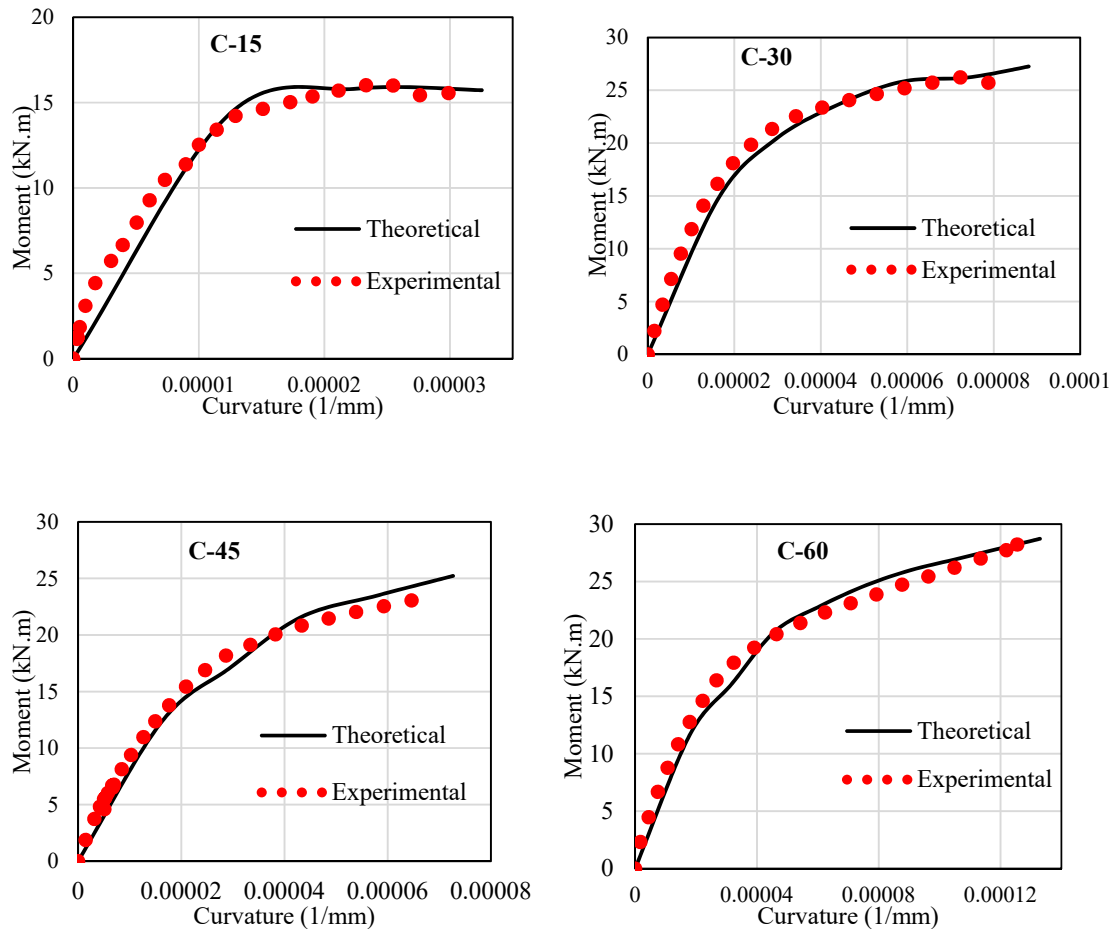 C-15
Moment (kN.m)
20
15
10
5
0
Theoretical
Experimental
0 0.00001 0.00002 0.00003
Curvature (1/mm)
C-30
Moment (kN.m)
30
25
20
15
10
5
0
Theoretical
Experimental
0 0.00002 0.00004 0.00006 0.00008 0.0001
Curvature (1/mm)
C-45
Moment (kN.m)
30
25
20
15
10
5
0
Theoretical
Experimental
0 0.00002 0.00004 0.00006 0.00008
Curvature (1/mm)
C-60
Moment (kN.m)
30
25
20
15
10
5
0
Theoretical
Experimental
0 0.00004 0.00008 0.00012
Curvature (1/mm)